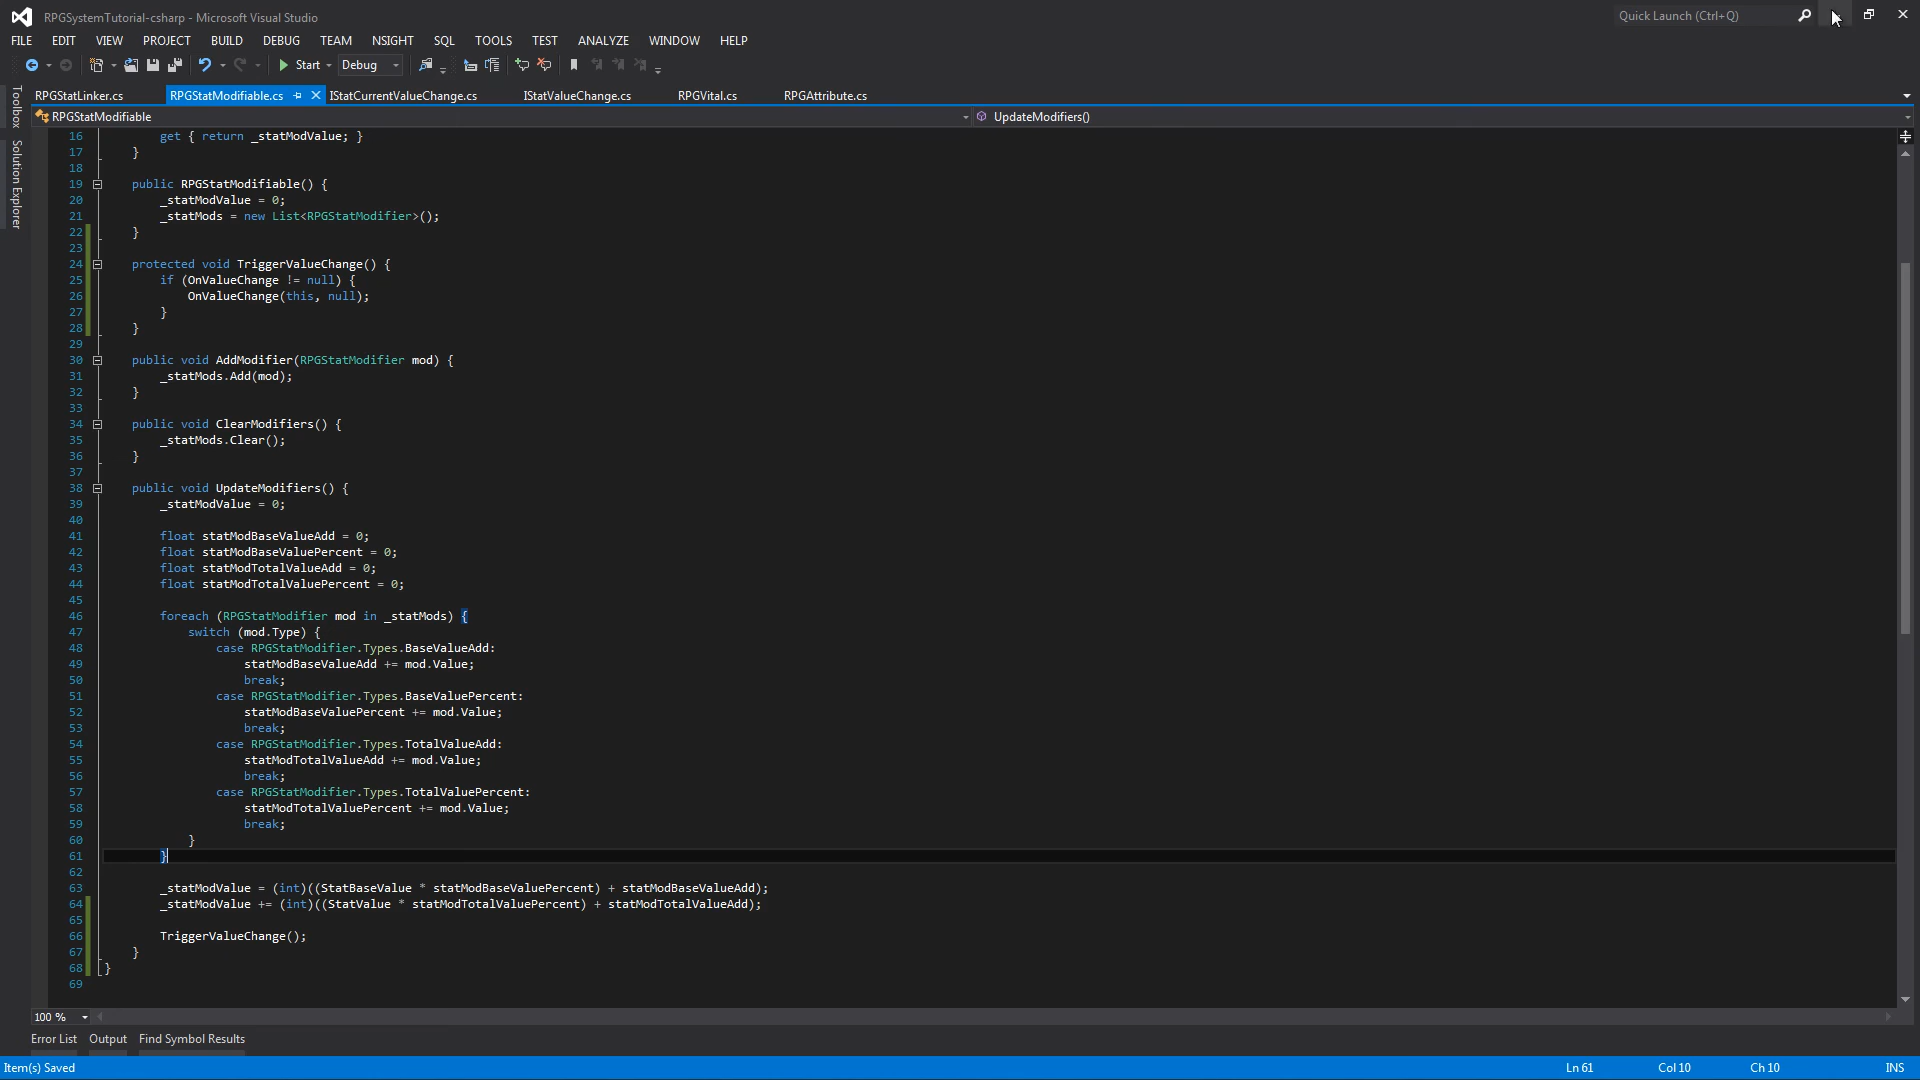 RPGSystemTutorial-csharp - Microsoft Visual Studio
Quick Launch (Ctrl+Q)
FILE EDIT VIEW PROJECT BUILD DEBUG TEAM NSIGHT SQL TOOLS TEST ANALYZE WINDOW HELP
Start Debug
RPGStatLinker.cs RPGStatModifiable.cs IStatCurrentValueChange.cs IStatValueChange.cs RPGVital.cs RPGAttribute.cs
RPGStatModifiable UpdateModifiers()
Toolbox
Solution Explorer
16 get { return _statModValue; }
17 }
18
19 public RPGStatModifiable() {
20 _statModValue = 0;
21 _statMods = new List<RPGStatModifier>();
22 }
23
24 protected void TriggerValueChange() {
25 if (OnValueChange != null) {
26 OnValueChange(this, null);
27 }
28 }
29
30 public void AddModifier(RPGStatModifier mod) {
31 _statMods.Add(mod);
32 }
33
34 public void ClearModifiers() {
35 _statMods.Clear();
36 }
37
38 public void UpdateModifiers() {
39 _statModValue = 0;
40
41 float statModBaseValueAdd = 0;
42 float statModBaseValuePercent = 0;
43 float statModTotalValueAdd = 0;
44 float statModTotalValuePercent = 0;
45
46 foreach (RPGStatModifier mod in _statMods) {
47 switch (mod.Type) {
48 case RPGStatModifier.Types.BaseValueAdd:
49 statModBaseValueAdd += mod.Value;
50 break;
51 case RPGStatModifier.Types.BaseValuePercent:
52 statModBaseValuePercent += mod.Value;
53 break;
54 case RPGStatModifier.Types.TotalValueAdd:
55 statModTotalValueAdd += mod.Value;
56 break;
57 case RPGStatModifier.Types.TotalValuePercent:
58 statModTotalValuePercent += mod.Value;
59 break;
60 }
61 }
62
63 _statModValue = (int)((StatBaseValue * statModBaseValuePercent) + statModBaseValueAdd);
64 _statModValue += (int)((StatValue * statModTotalValuePercent) + statModTotalValueAdd);
65
66 TriggerValueChange();
67 }
68 }
69
100 %
Error List Output Find Symbol Results
Item(s) Saved Ln 61 Col 10 Ch 10 INS